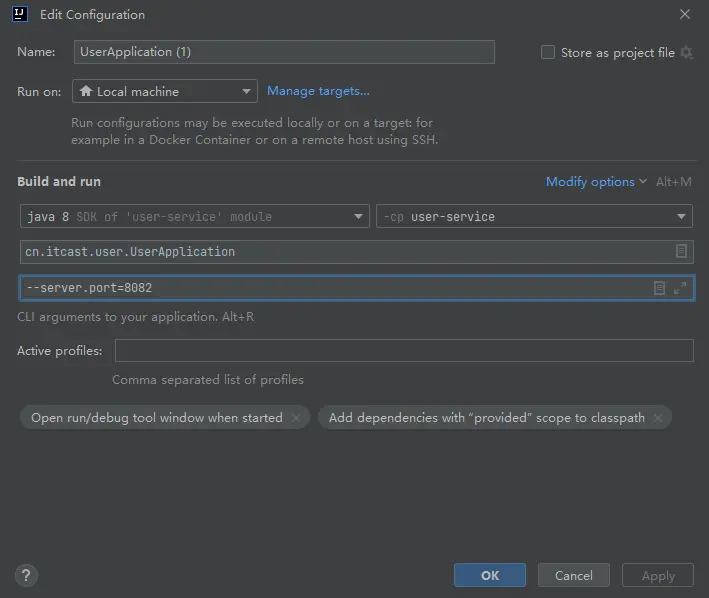 IJ Edit Configuration
Name: UserApplication (1) Store as project file
Run on: Local machine Manage targets...
Run configurations may be executed locally or on a target: for
example in a Docker Container or on a remote host using SSH.
Build and run Modify options Alt+M
java 8 SDK of 'user-service' module -cp user-service
cn.itcast.user.UserApplication
--server.port=8082
CLI arguments to your application. Alt+R
Active profiles:
Comma separated list of profiles
Open run/debug tool window when started × Add dependencies with “provided” scope to classpath ×
? OK Cancel Apply